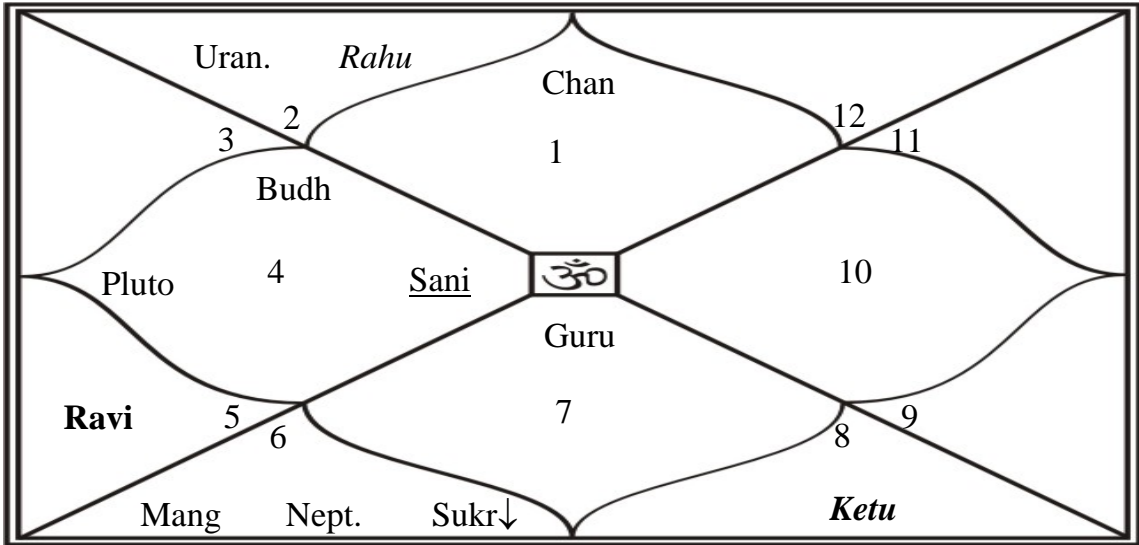 Uran. Rahu
Chan
2 12
3 1 11
Budh
Pluto 4 Sani ॐ 10
Guru
Ravi 5 7 9
6 8
Mang Nept. Sukr↓ Ketu